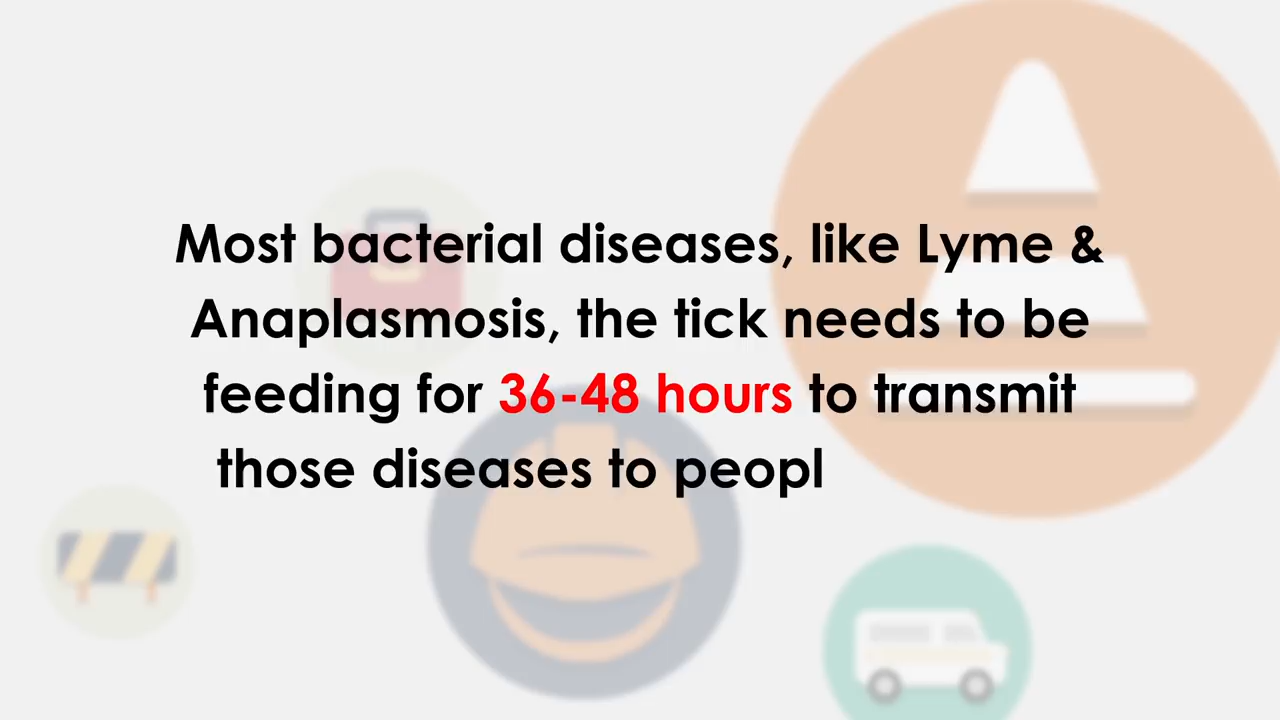 Most bacterial diseases, like Lyme &
Anaplasmosis, the tick needs to be
feeding for 36-48 hours to transmit
those diseases to peopl